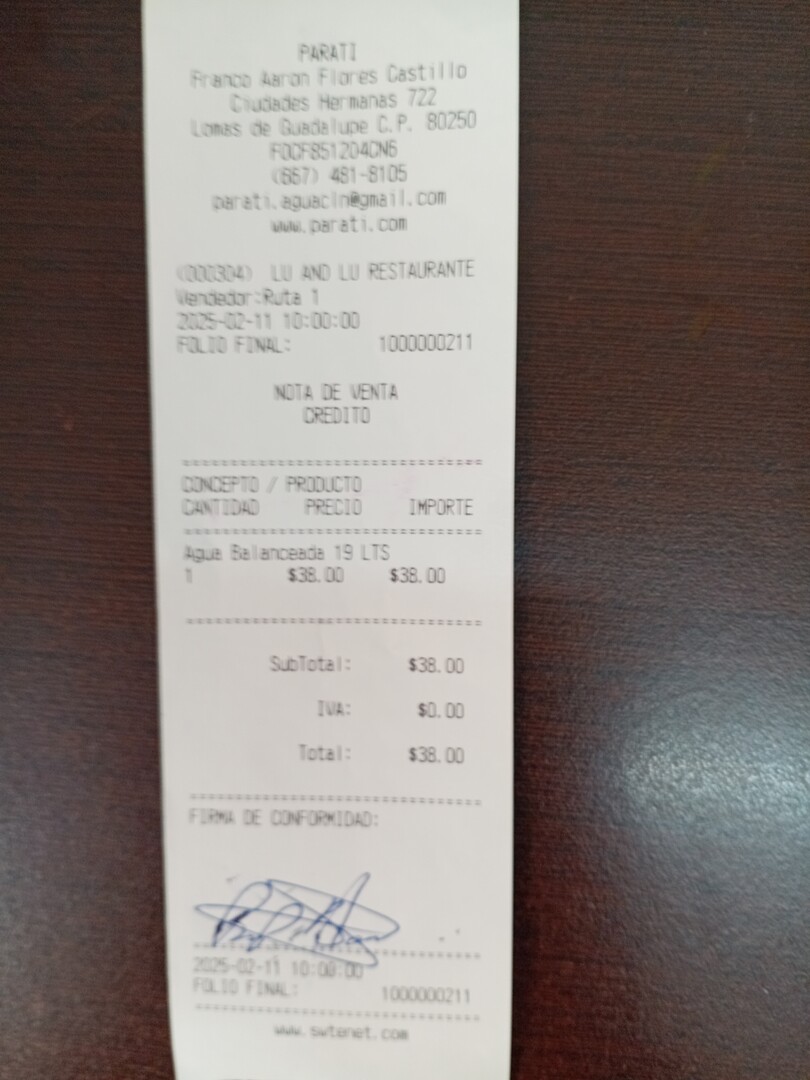 PARATI
Franco Aaron Flores Castillo
Ciudades Hermanas 722
Lomas de Guadalupe C.P. 80250
FOCF851204CN6
(667) 481-8105
parati.aguacln@gmail.com
www.parati.com
(000304) LU AND LU RESTAURANTE
Vendedor:Ruta 1
2025-02-11 10:00:00
FOLIO FINAL: 1000000211
NOTA DE VENTA
CREDITO
CONCEPTO / PRODUCTO
CANTIDAD PRECIO IMPORTE
Agua Balanceada 19 LTS
1 $38.00 $38.00
SubTotal: $38.00
IVA: $0.00
Total: $38.00
FIRMA DE CONFORMIDAD:
2025-02-11 10:00:00
FOLIO FINAL: 1000000211
www.swtenet.com